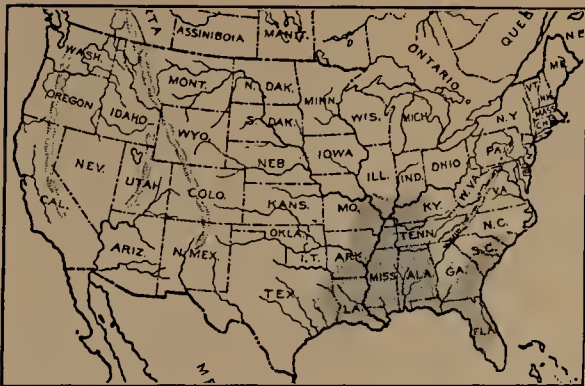 ASSINIBOIA
MANIT.
ONTARIO
QUEB
WASH.
MONT.
N. DAK.
MINN.
ME.
VT.
N.H.
OREGON
IDAHO
S. DAK.
WIS.
MICH.
N.Y.
MASS.
WYO.
NEB.
IOWA
PA.
NEV.
UTAH
COLO.
ILL.
IND.
OHIO
W. VA.
VA.
CAL.
KANS.
MO.
KY.
N.C.
ARIZ.
N. MEX.
OKLA.
I.T.
ARK.
TENN.
S.C.
TEX.
LA.
MISS.
ALA.
GA.
FLA.